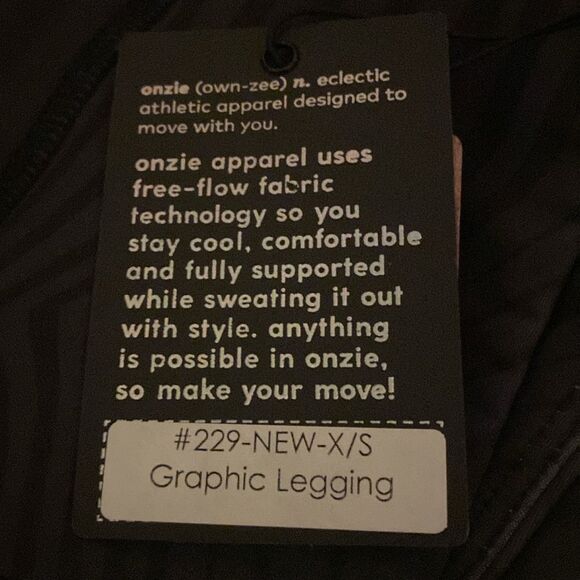 onzie (own-zee) n. eclectic
athletic apparel designed to
move with you.
onzie apparel uses
free-flow fabric
technology so you
stay cool, comfortable
and fully supported
while sweating it out
with style. anything
is possible in onzie,
so make your move!
#229-NEW-X/S
Graphic Legging